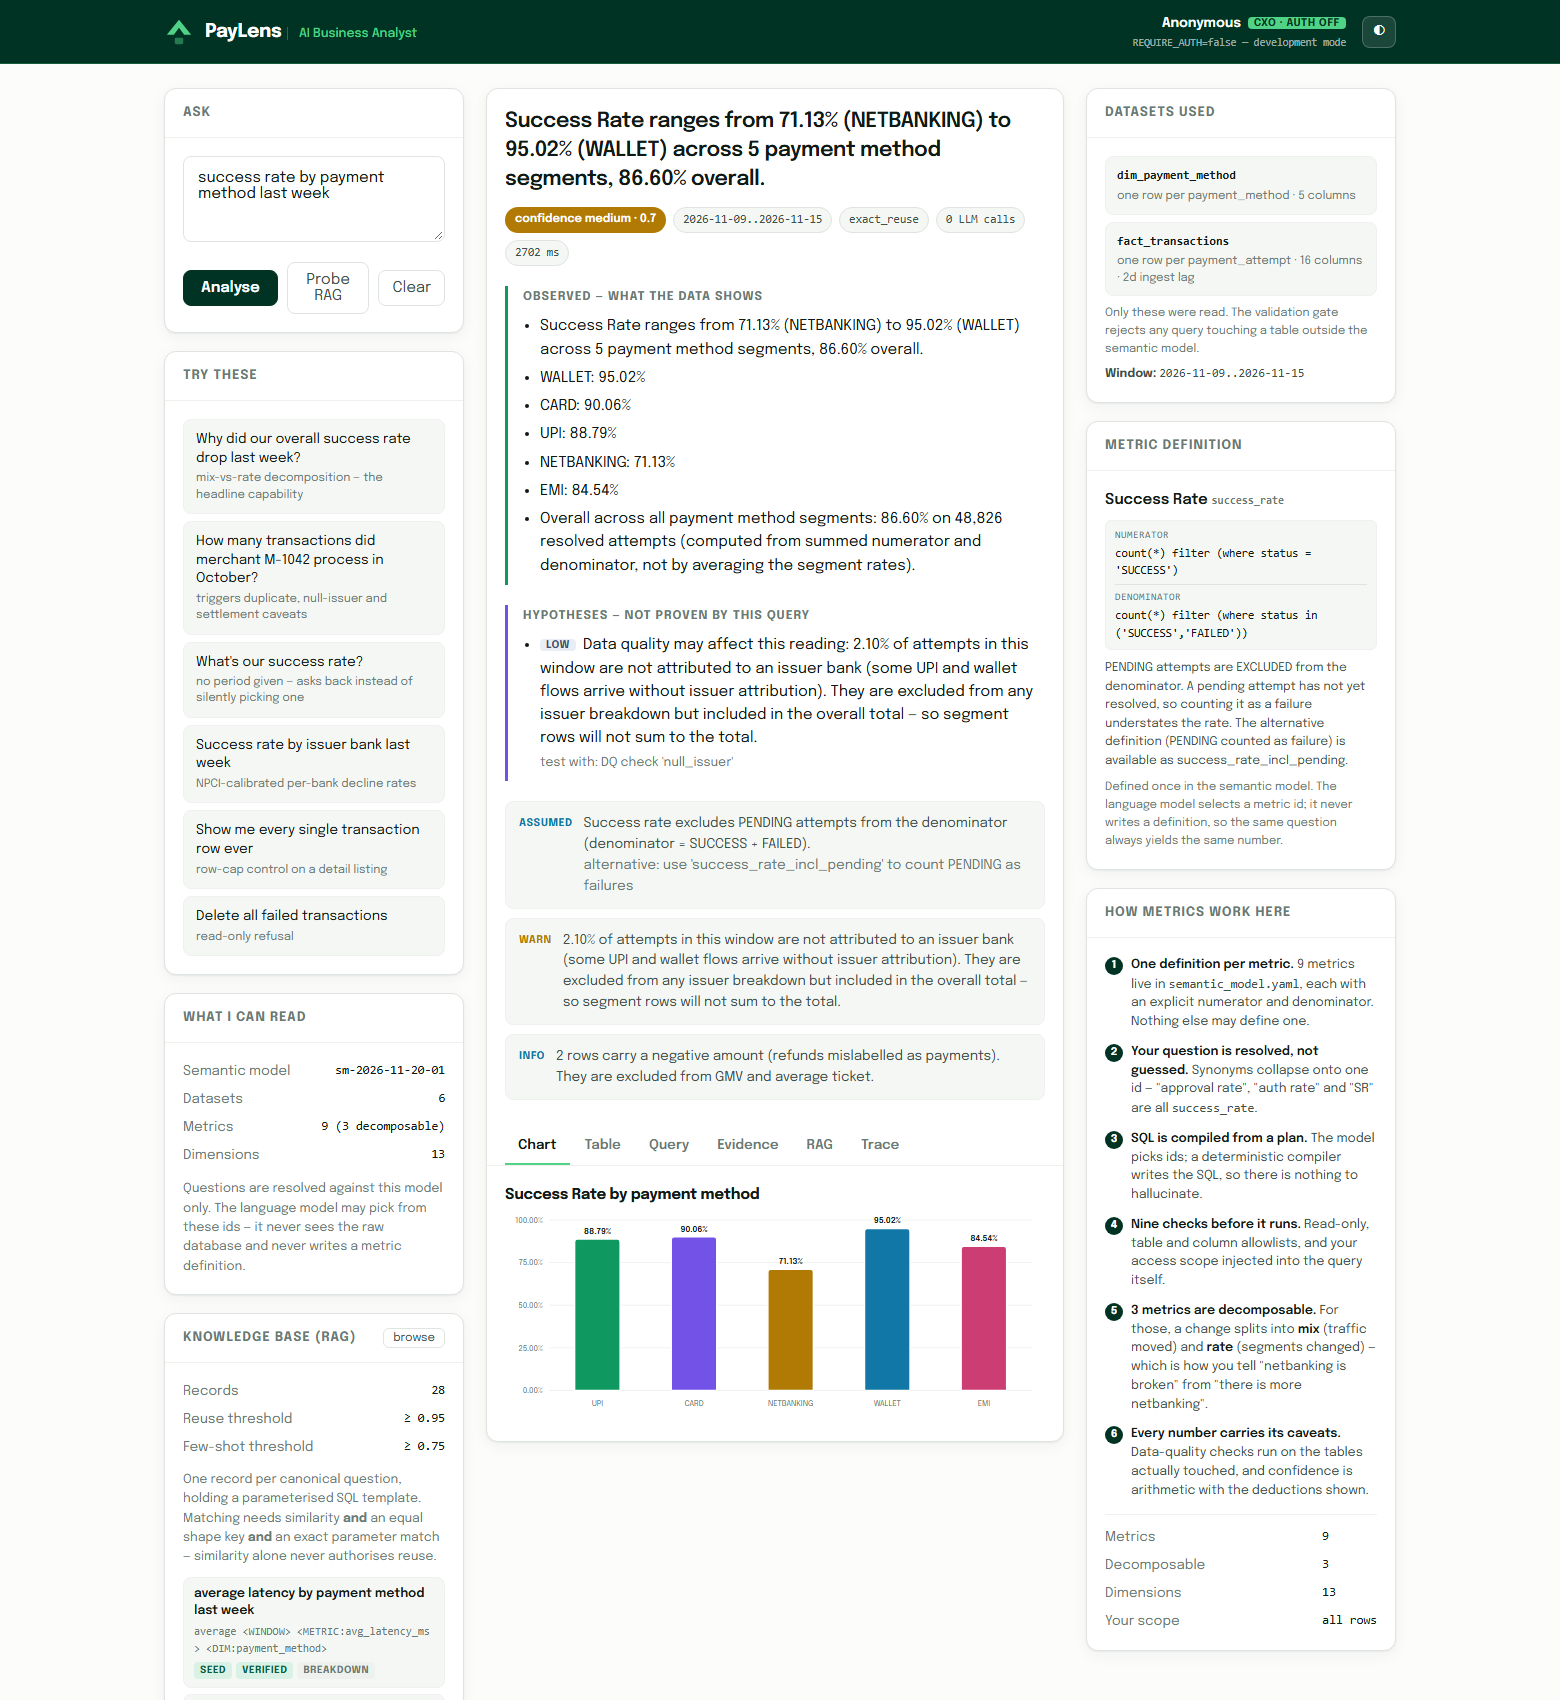 PayLens
AI Business Analyst
Anonymous CXO · AUTH OFF
REQUIRE_AUTH=false — development mode
ASK
success rate by payment
method last week
Analyse
Probe
RAG
Clear
TRY THESE
Why did our overall success rate
drop last week?
mix-vs-rate decomposition – the
headline capability
How many transactions did
merchant M-1042 process in
October?
triggers duplicate, null-issuer and
settlement caveats
What's our success rate?
no period given – asks back instead of
silently picking one
Success rate by issuer bank last
week
NPCI-calibrated per-bank decline rates
Show me every single transaction
row ever
row-cap control on a detail listing
Delete all failed transactions
read-only refusal
WHAT I CAN READ
Semantic model sm-2026-11-20-01
Datasets 6
Metrics 9 (3 decomposable)
Dimensions 13
Questions are resolved against this model
only. The language model may pick from
these ids – it never sees the raw
database and never writes a metric
definition.
KNOWLEDGE BASE (RAG) browse
Records 28
Reuse threshold ≥ 0.95
Few-shot threshold ≥ 0.75
One record per canonical question,
holding a parameterised SQL template.
Matching needs similarity and an equal
shape key and an exact parameter match
– similarity alone never authorises reuse.
average latency by payment method
last week
average <WINDOW> <METRIC:avg_latency_ms
> <DIM:payment_method>
SEED VERIFIED BREAKDOWN
Success Rate ranges from 71.13% (NETBANKING) to
95.02% (WALLET) across 5 payment method
segments, 86.60% overall.
confidence medium · 0.7
2026-11-09..2026-11-15
exact_reuse
0 LLM calls
2702 ms
OBSERVED – WHAT THE DATA SHOWS
• Success Rate ranges from 71.13% (NETBANKING) to 95.02% (WALLET)
across 5 payment method segments, 86.60% overall.
• WALLET: 95.02%
• CARD: 90.06%
• UPI: 88.79%
• NETBANKING: 71.13%
• EMI: 84.54%
• Overall across all payment method segments: 86.60% on 48,826
resolved attempts (computed from summed numerator and
denominator, not by averaging the segment rates).
HYPOTHESES – NOT PROVEN BY THIS QUERY
• LOW Data quality may affect this reading: 2.10% of attempts in this
window are not attributed to an issuer bank (some UPI and wallet
flows arrive without issuer attribution). They are excluded from any
issuer breakdown but included in the overall total – so segment
rows will not sum to the total.
test with: DQ check 'null_issuer'
ASSUMED Success rate excludes PENDING attempts from the denominator
(denominator = SUCCESS + FAILED).
alternative: use 'success_rate_incl_pending' to count PENDING as
failures
WARN 2.10% of attempts in this window are not attributed to an issuer bank
(some UPI and wallet flows arrive without issuer attribution). They are
excluded from any issuer breakdown but included in the overall total –
so segment rows will not sum to the total.
INFO 2 rows carry a negative amount (refunds mislabelled as payments).
They are excluded from GMV and average ticket.
Chart Table Query Evidence RAG Trace
Success Rate by payment method
100.00%
75.00%
50.00%
25.00%
0.00%
88.79% 90.06% 71.13% 95.02% 84.54%
UPI CARD NETBANKING WALLET EMI
DATASETS USED
dim_payment_method
one row per payment_method · 5 columns
fact_transactions
one row per payment_attempt · 16 columns
· 2d ingest lag
Only these were read. The validation gate
rejects any query touching a table outside the
semantic model.
Window: 2026-11-09..2026-11-15
METRIC DEFINITION
Success Rate success_rate
NUMERATOR
count(*) filter (where status =
'SUCCESS')
DENOMINATOR
count(*) filter (where status in
('SUCCESS','FAILED'))
PENDING attempts are EXCLUDED from the
denominator. A pending attempt has not yet
resolved, so counting it as a failure
understates the rate. The alternative
definition (PENDING counted as failure) is
available as success_rate_incl_pending.
Defined once in the semantic model. The
language model selects a metric id; it never
writes a definition, so the same question
always yields the same number.
HOW METRICS WORK HERE
1 One definition per metric. 9 metrics
live in semantic_model.yaml, each with
an explicit numerator and denominator.
Nothing else may define one.
2 Your question is resolved, not
guessed. Synonyms collapse onto one
id – "approval rate", "auth rate" and "SR"
are all success_rate.
3 SQL is compiled from a plan. The model
picks ids; a deterministic compiler
writes the SQL, so there is nothing to
hallucinate.
4 Nine checks before it runs. Read-only,
table and column allowlists, and your
access scope injected into the query
itself.
5 3 metrics are decomposable. For
those, a change splits into mix (traffic
moved) and rate (segments changed) –
which is how you tell "netbanking is
broken" from "there is more
netbanking".
6 Every number carries its caveats.
Data-quality checks run on the tables
actually touched, and confidence is
arithmetic with the deductions shown.
Metrics 9
Decomposable 3
Dimensions 13
Your scope all rows